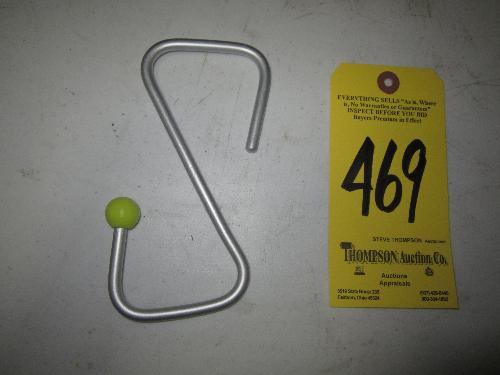 EVERYTHING SELLS "As is, Where
is, No Warranties or Guarantees"
INSPECT BEFORE YOU BID
Buyers Premium in Effect
469
STEVE THOMPSON
THOMPSON Auction Co.
Auctions
Appraisals